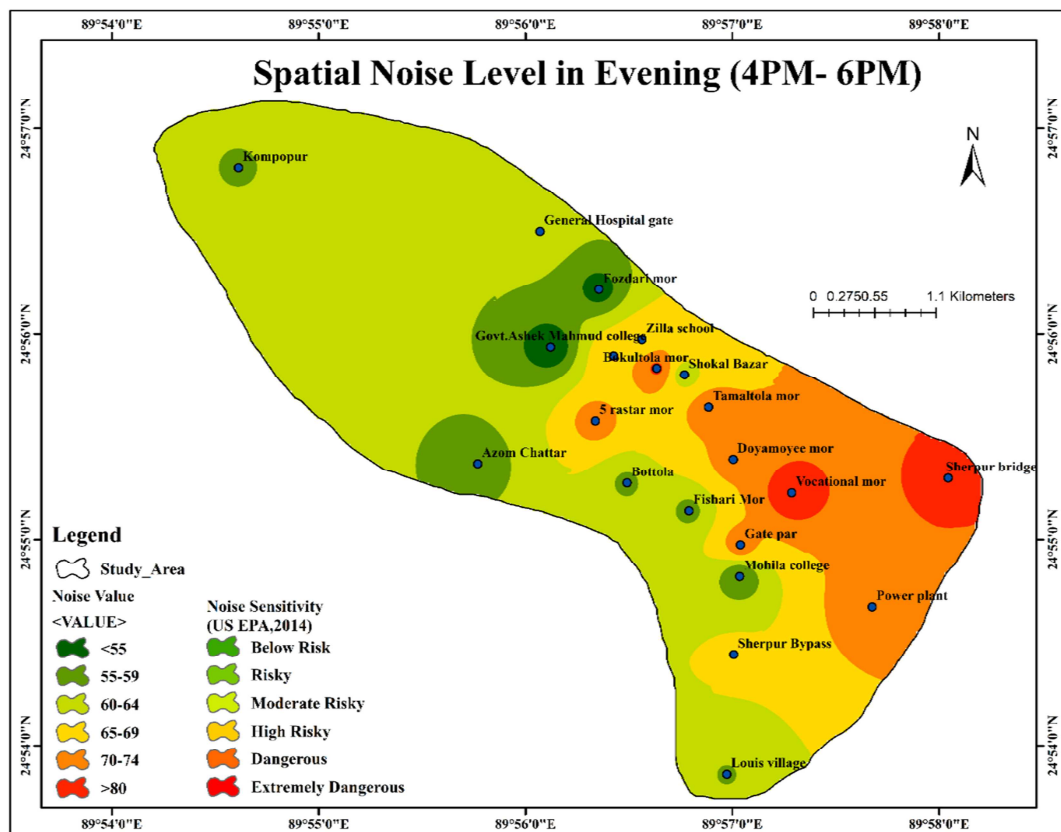 89°54'0"E 89°55'0"E 89°56'0"E 89°57'0"E 89°58'0"E
Spatial Noise Level in Evening (4PM- 6PM)
24°57'0"N
24°57'0"N
Kompopur
N
General Hospital gate
Fozdari mor
0 0.275 0.55 1.1 Kilometers
24°56'0"N
24°56'0"N
Zilla school
Govt.Ashek Mahmud college
Bokultola mor
Shokal Bazar
Tamaltola mor
5 rastar mor
Azom Chattar
Doyamoyee mor
Bottola
Sherpur bridge
Vocational mor
Fishari Mor
24°55'0"N
24°55'0"N
Gate par
Mohila college
Power plant
Sherpur Bypass
Louis village
24°54'0"N
24°54'0"N
Legend
Study_Area
Noise Value
<VALUE>
<55
55-59
60-64
65-69
70-74
>80
Noise Sensitivity
(US EPA,2014)
Below Risk
Risky
Moderate Risky
High Risky
Dangerous
Extremely Dangerous
89°54'0"E 89°55'0"E 89°56'0"E 89°57'0"E 89°58'0"E